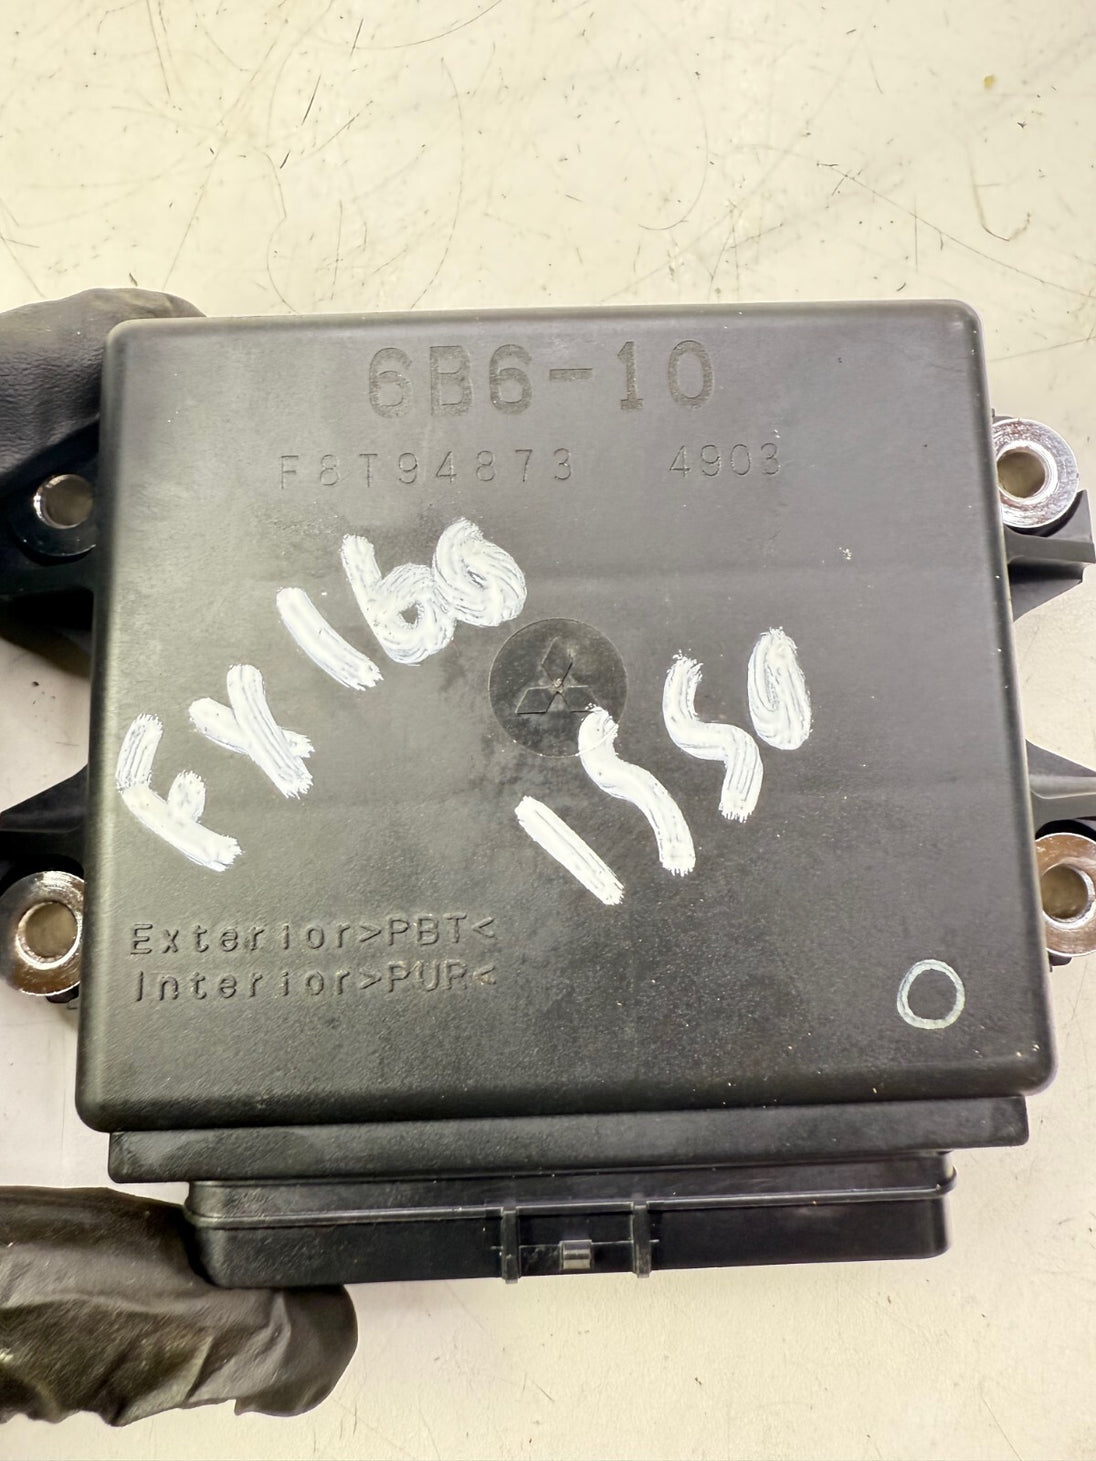 6B6-10
F8T94873 4903
FX160
1550
Exterior>PBT<
Interior>PUR<